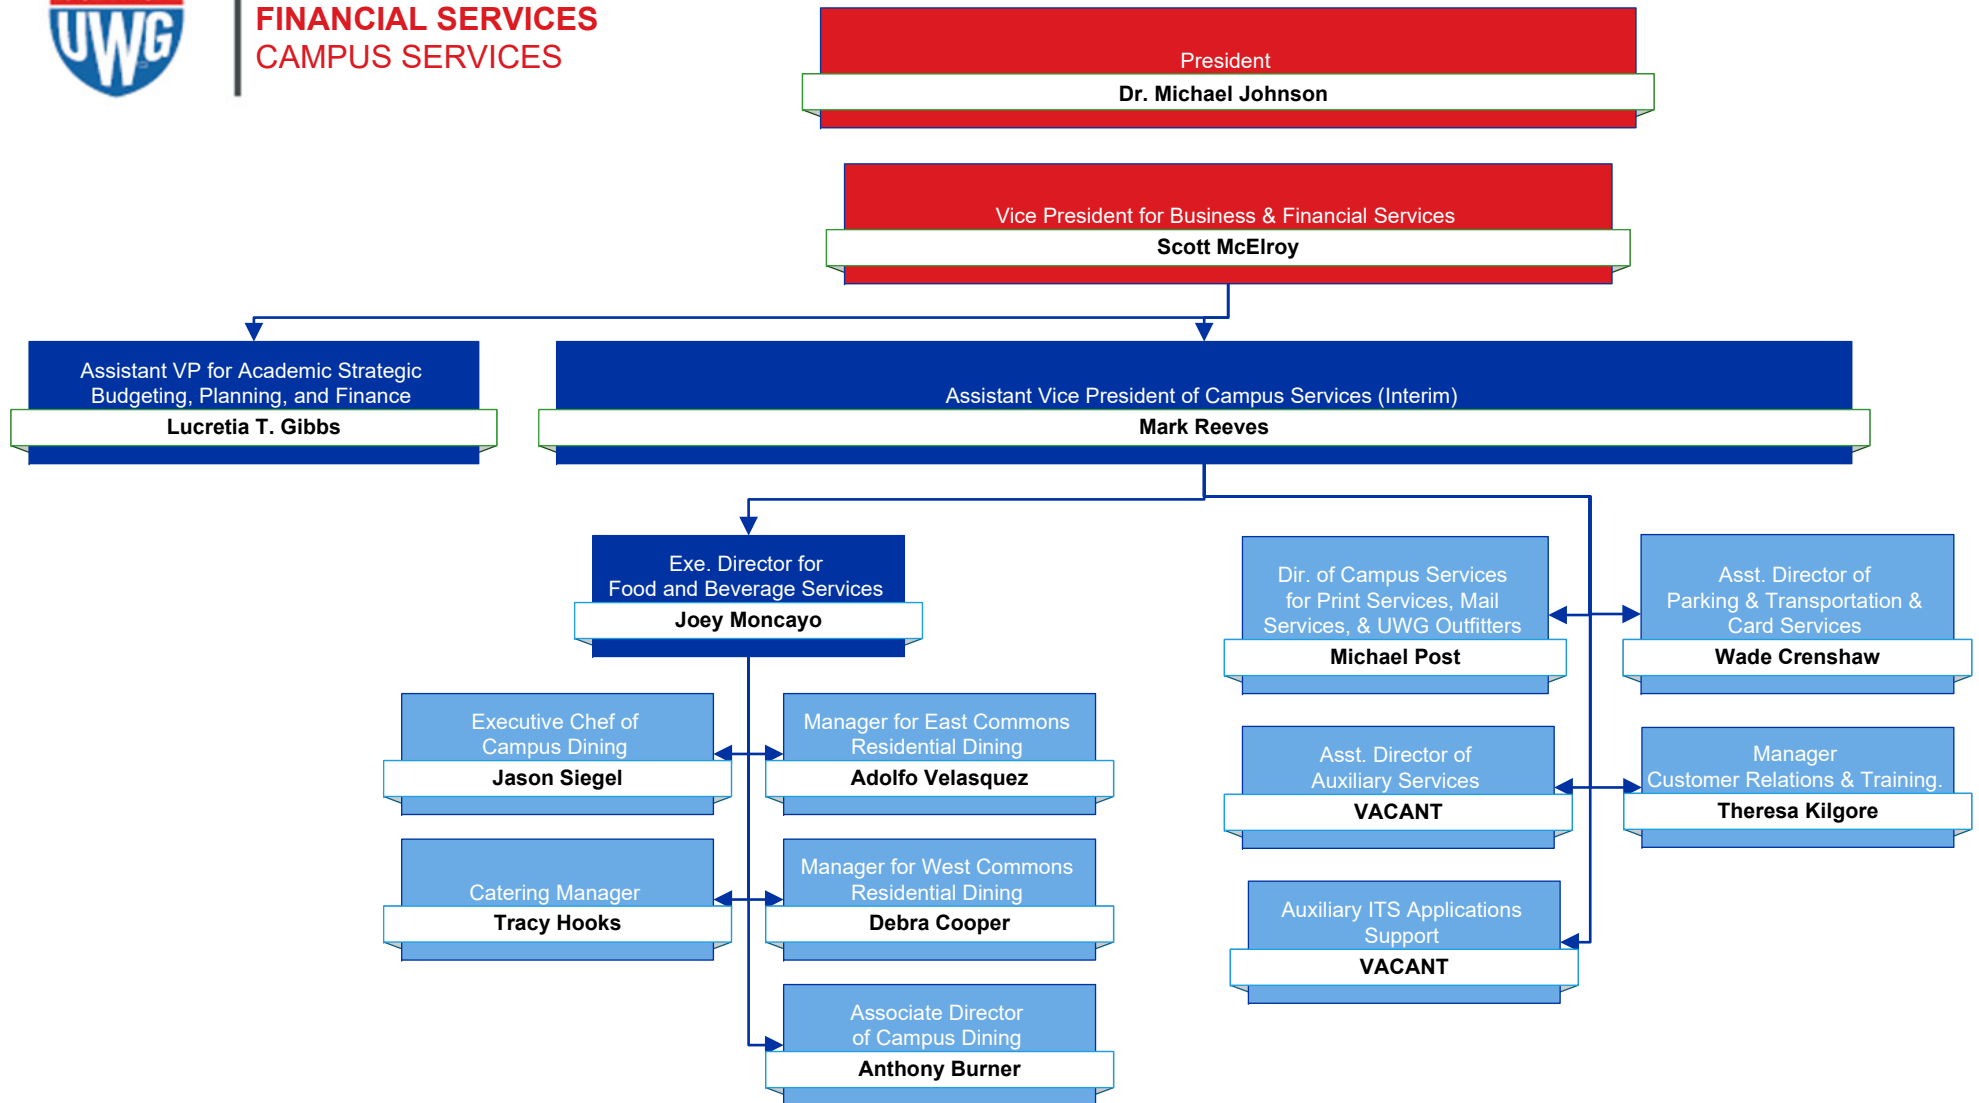 UWG
FINANCIAL SERVICES
CAMPUS SERVICES
President
Dr. Michael Johnson
Vice President for Business & Financial Services
Scott McElroy
Assistant VP for Academic Strategic
Budgeting, Planning, and Finance
Lucretia T. Gibbs
Assistant Vice President of Campus Services (Interim)
Mark Reeves
Exe. Director for
Food and Beverage Services
Joey Moncayo
Executive Chef of
Campus Dining
Jason Siegel
Manager for East Commons
Residential Dining
Adolfo Velasquez
Catering Manager
Tracy Hooks
Manager for West Commons
Residential Dining
Debra Cooper
Associate Director
of Campus Dining
Anthony Burner
Dir. of Campus Services
for Print Services, Mail
Services, & UWG Outfitters
Michael Post
Asst. Director of
Parking & Transportation &
Card Services
Wade Crenshaw
Asst. Director of
Auxiliary Services
VACANT
Manager
Customer Relations & Training.
Theresa Kilgore
Auxiliary ITS Applications
Support
VACANT